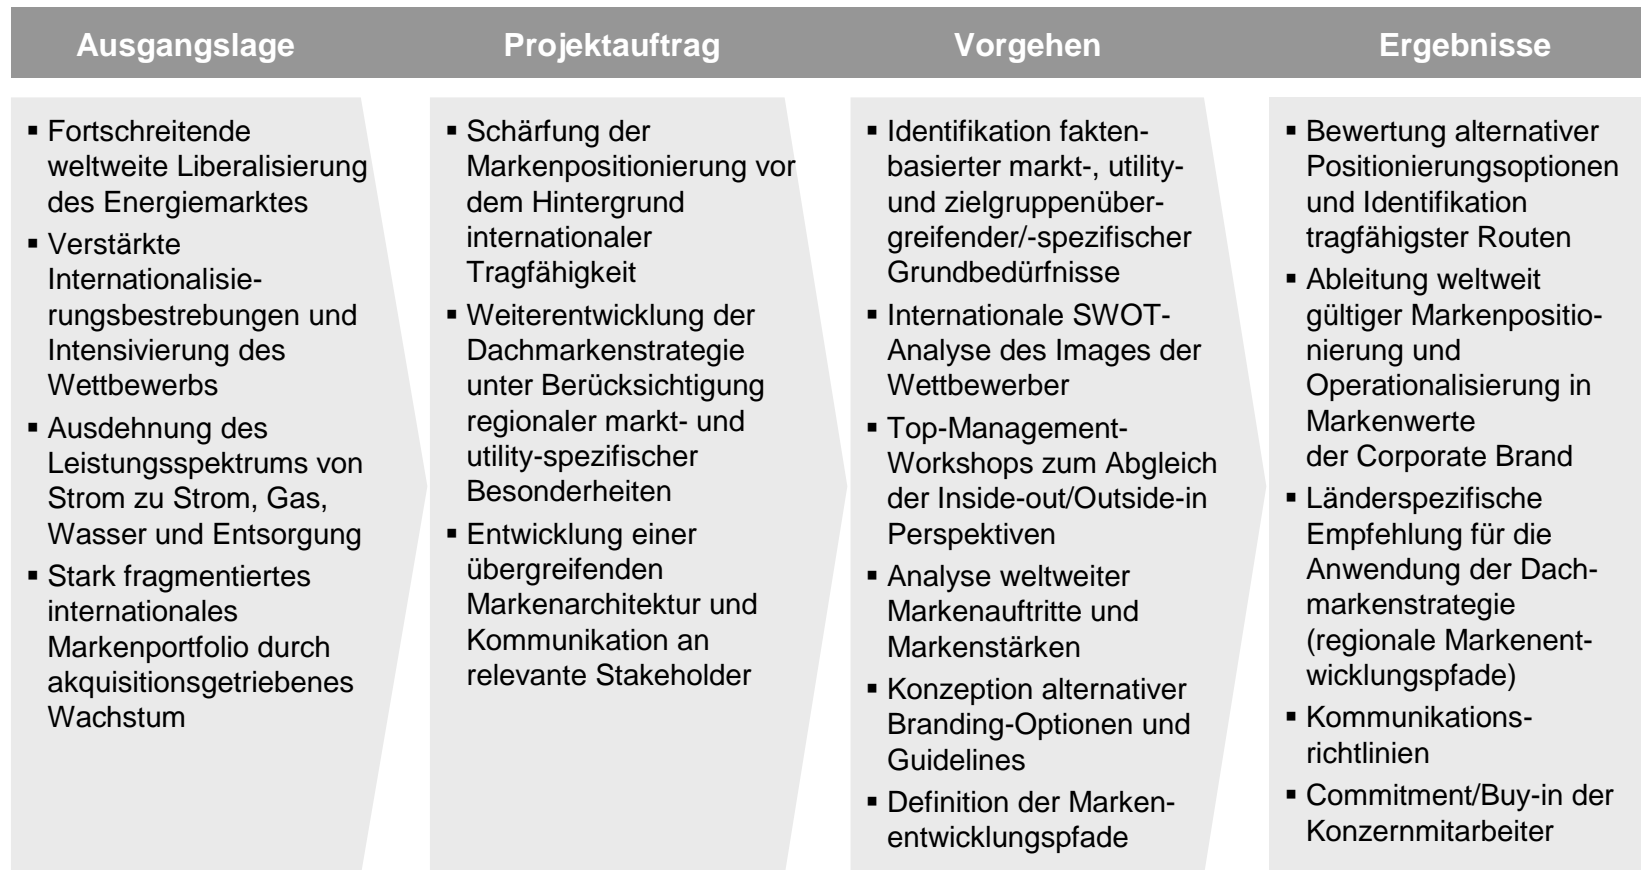 Ausgangslage
Projektauftrag
Vorgehen
Ergebnisse
▪ Fortschreitende
weltweite Liberalisierung
des Energiemarktes
▪ Verstärkte
Internationalisie-
rungsbestrebungen und
Intensivierung des
Wettbewerbs
▪ Ausdehnung des
Leistungsspektrums von
Strom zu Strom, Gas,
Wasser und Entsorgung
▪ Stark fragmentiertes
internationales
Markenportfolio durch
akquisitionsgetriebenes
Wachstum
▪ Schärfung der
Markenpositionierung vor
dem Hintergrund
internationaler
Tragfähigkeit
▪ Weiterentwicklung der
Dachmarkenstrategie
unter Berücksichtigung
regionaler markt- und
utility-spezifischer
Besonderheiten
▪ Entwicklung einer
übergreifenden
Markenarchitektur und
Kommunikation an
relevante Stakeholder
▪ Identifikation fakten-
basierter markt-, utility-
und zielgruppenüber-
greifender/-spezifischer
Grundbedürfnisse
▪ Internationale SWOT-
Analyse des Images der
Wettbewerber
▪ Top-Management-
Workshops zum Abgleich
der Inside-out/Outside-in
Perspektiven
▪ Analyse weltweiter
Markenauftritte und
Markenstärken
▪ Konzeption alternativer
Branding-Optionen und
Guidelines
▪ Definition der Marken-
entwicklungspfade
▪ Bewertung alternativer
Positionierungsoptionen
und Identifikation
tragfähigster Routen
▪ Ableitung weltweit
gültiger Markenpositio-
nierung und
Operationalisierung in
Markenwerte
der Corporate Brand
▪ Länderspezifische
Empfehlung für die
Anwendung der Dach-
markenstrategie
(regionale Markenent-
wicklungspfade)
▪ Kommunikations-
richtlinien
▪ Commitment/Buy-in der
Konzernmitarbeiter